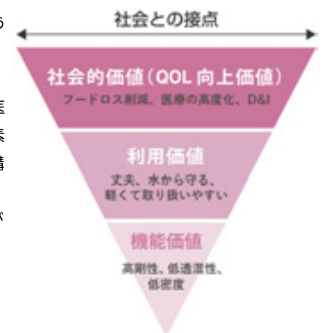 社会との接点
社会的価値（QOL 向上価値）
フードロス削減、医療の高度化、D&I
利用価値
丈夫、水から守る、
軽くて取り扱いやすい
機能価値
高剛性、低透湿性、
低密度